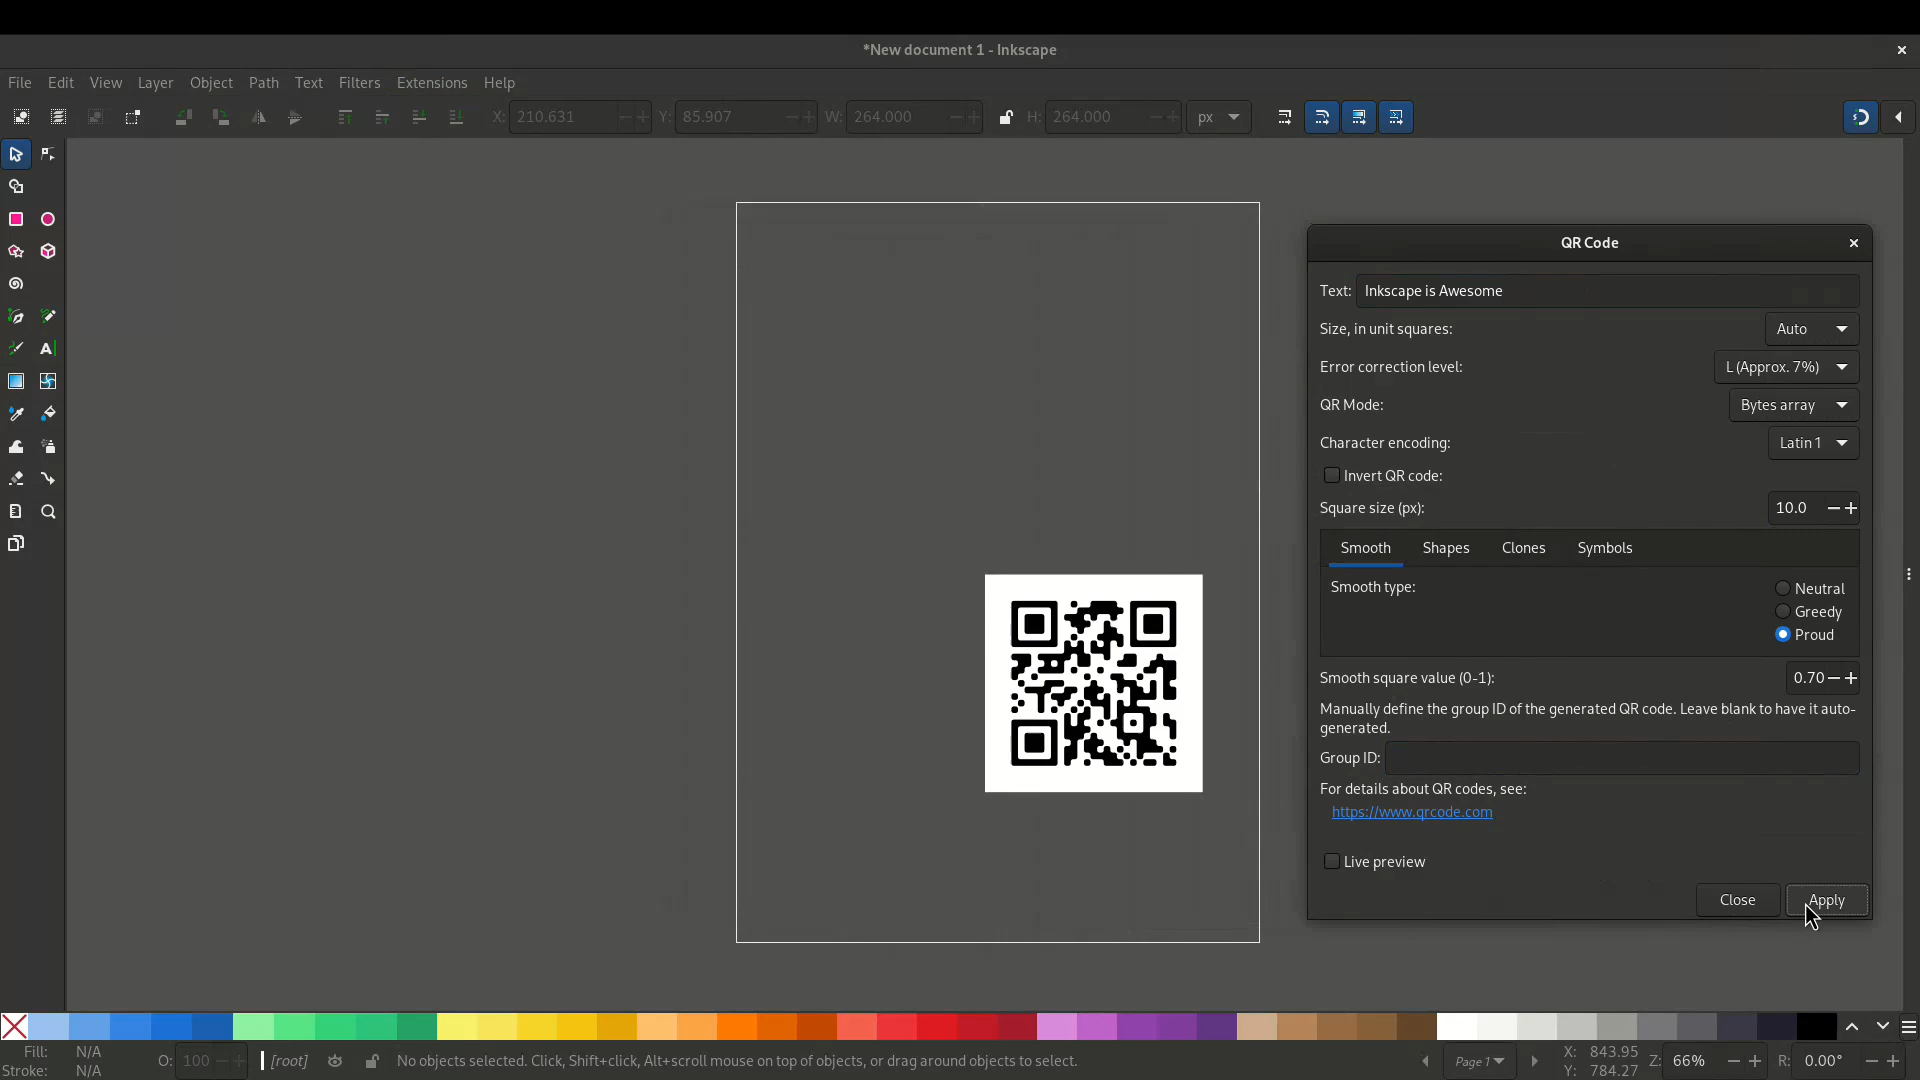 *New document 1 - Inkscape
File Edit View Layer Object Path Text Filters Extensions Help
X: 210.631 Y: 85.907 W: 264.000 H: 264.000 px
QR Code
Text: Inkscape is Awesome
Size, in unit squares: Auto
Error correction level: L (Approx. 7%)
QR Mode: Bytes array
Character encoding: Latin 1
Invert QR code:
Square size (px): 10.0
Smooth Shapes Clones Symbols
Smooth type: Neutral
Greedy
Proud
Smooth square value (0-1): 0.70
Manually define the group ID of the generated QR code. Leave blank to have it auto-
generated.
Group ID:
For details about QR codes, see:
https://www.qrcode.com
Live preview
Close Apply
Fill: N/A
Stroke: N/A
O: 100 [root] No objects selected. Click, Shift+click, Alt+scroll mouse on top of objects, or drag around objects to select. Page 1
X: 843.95
Y: 784.27
Z: 66% R: 0.00°